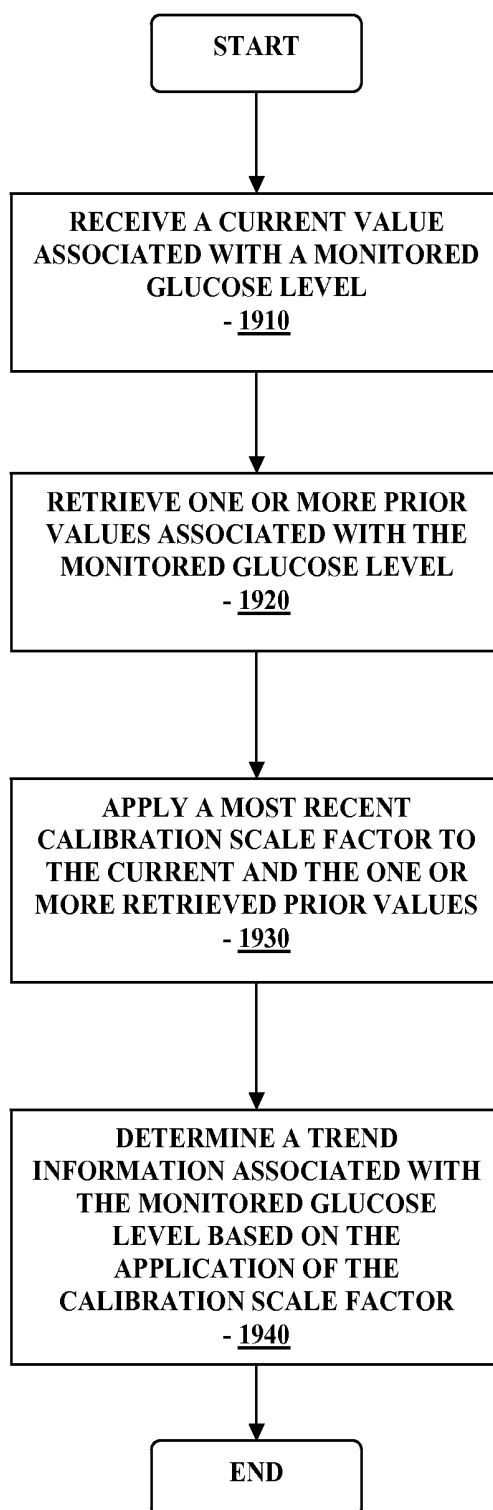 START
RECEIVE A CURRENT VALUE
ASSOCIATED WITH A MONITORED
GLUCOSE LEVEL
- 1910
RETRIEVE ONE OR MORE PRIOR
VALUES ASSOCIATED WITH THE
MONITORED GLUCOSE LEVEL
- 1920
APPLY A MOST RECENT
CALIBRATION SCALE FACTOR TO
THE CURRENT AND THE ONE OR
MORE RETRIEVED PRIOR VALUES
- 1930
DETERMINE A TREND
INFORMATION ASSOCIATED WITH
THE MONITORED GLUCOSE
LEVEL BASED ON THE
APPLICATION OF THE
CALIBRATION SCALE FACTOR
- 1940
END